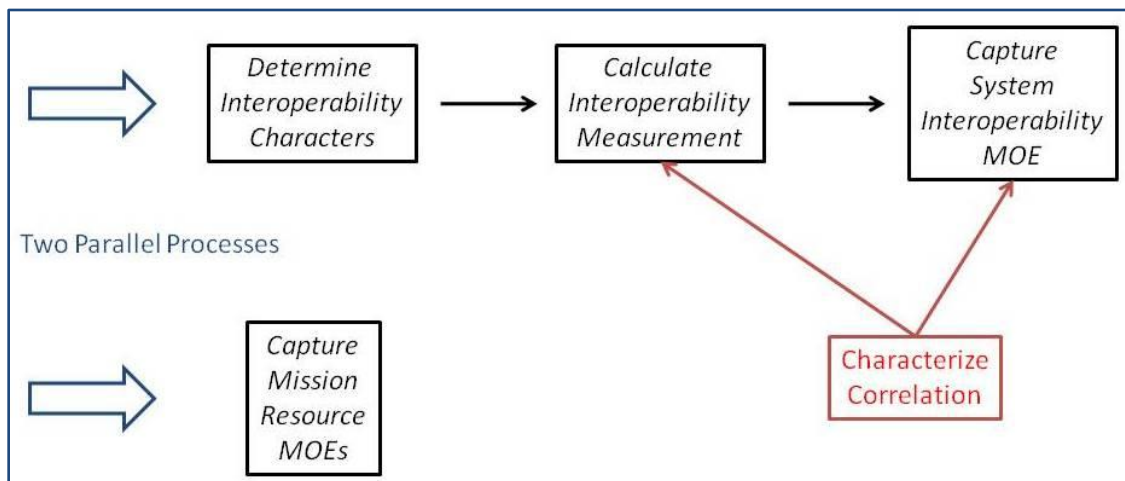 Determine
Interoperability
Characters
Calculate
Interoperability
Measurement
Capture
System
Interoperability
MOE
Two Parallel Processes
Capture
Mission
Resource
MOEs
Characterize
Correlation